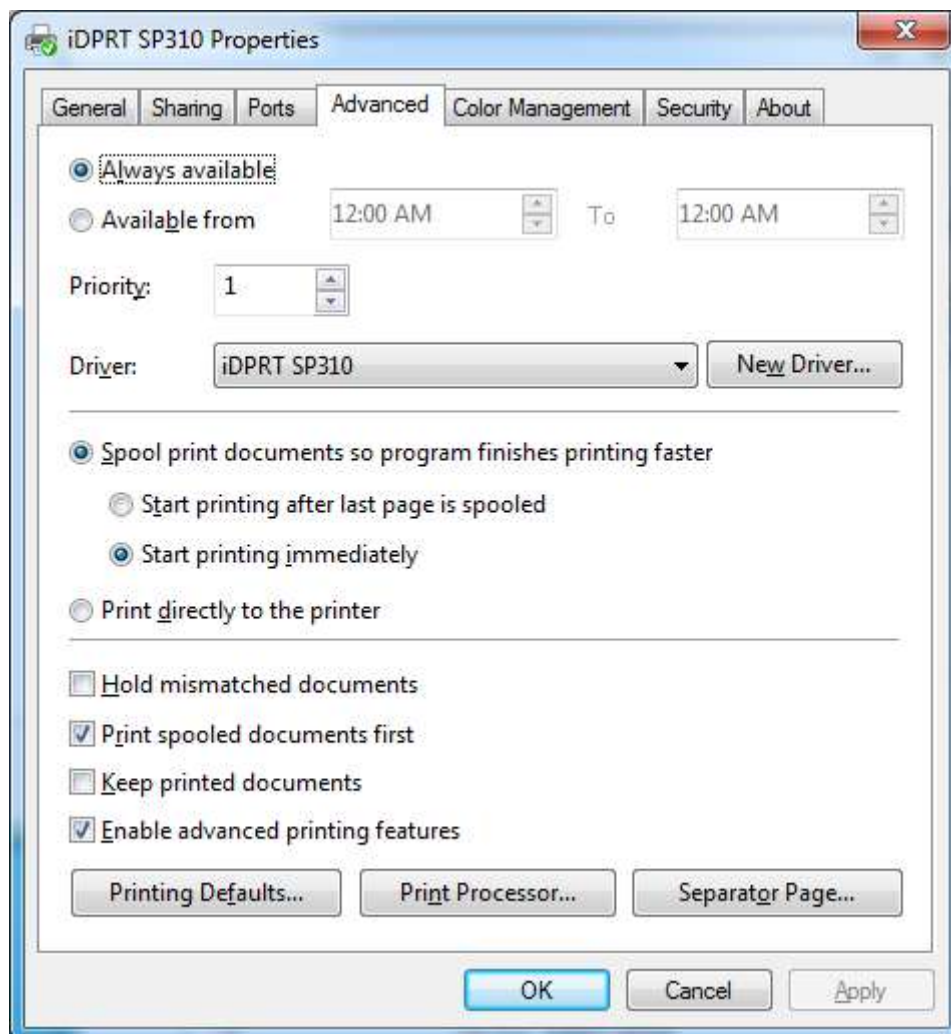 iDPRT SP310 Properties
General Sharing Ports Advanced Color Management Security About
Always available
Available from 12:00 AM To 12:00 AM
Priority: 1
Driver: iDPRT SP310 New Driver...
Spool print documents so program finishes printing faster
Start printing after last page is spooled
Start printing immediately
Print directly to the printer
Hold mismatched documents
Print spooled documents first
Keep printed documents
Enable advanced printing features
Printing Defaults... Print Processor... Separator Page...
OK Cancel Apply